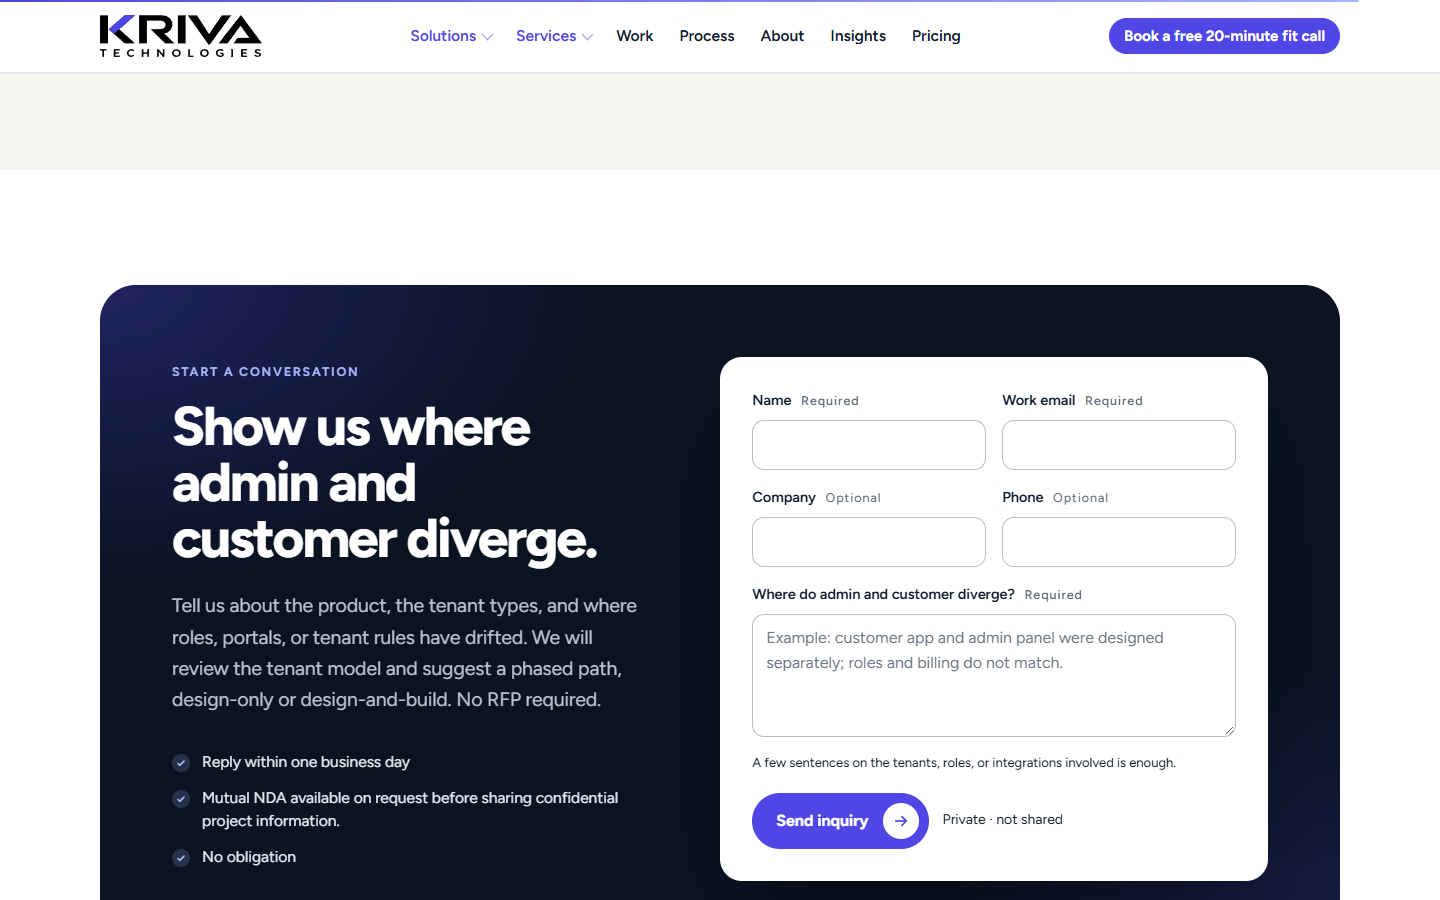 KRIVA
TECHNOLOGIES
Solutions
Services
Work
Process
About
Insights
Pricing
Book a free 20-minute fit call
START A CONVERSATION
Show us where
admin and
customer diverge.
Tell us about the product, the tenant types, and where
roles, portals, or tenant rules have drifted. We will
review the tenant model and suggest a phased path,
design-only or design-and-build. No RFP required.
Reply within one business day
Mutual NDA available on request before sharing confidential
project information.
No obligation
Name Required
Work email Required
Company Optional
Phone Optional
Where do admin and customer diverge? Required
Example: customer app and admin panel were designed
separately; roles and billing do not match.
A few sentences on the tenants, roles, or integrations involved is enough.
Send inquiry
Private · not shared